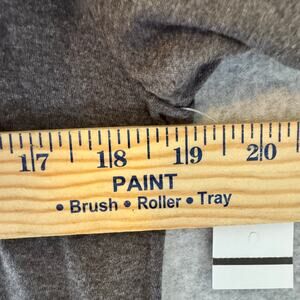 17 18 19 20
PAINT
• Brush • Roller • Tray